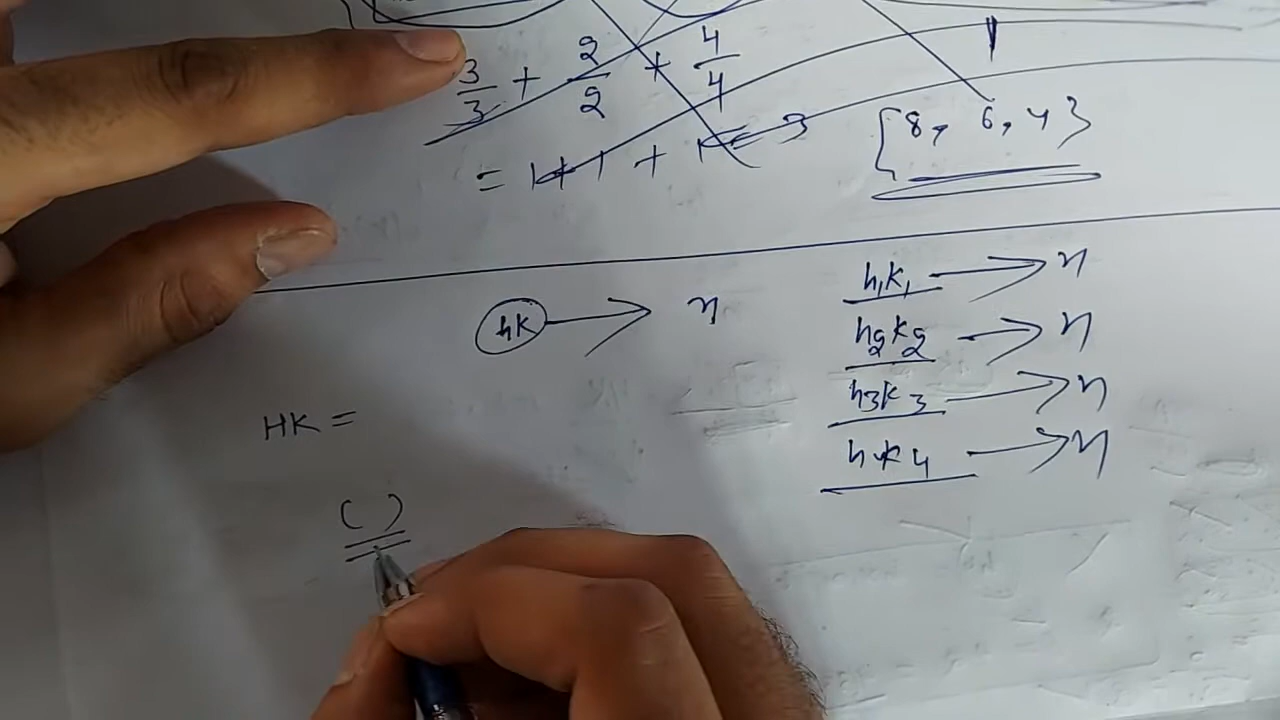 3/3 + 2/2 + 4/4
= 1+1 + 1 = 3
{8, 6, 4}
hk → n
h1k1 → n
h2k2 → n
h3k3 → n
h4k4 → n
HK =
( )